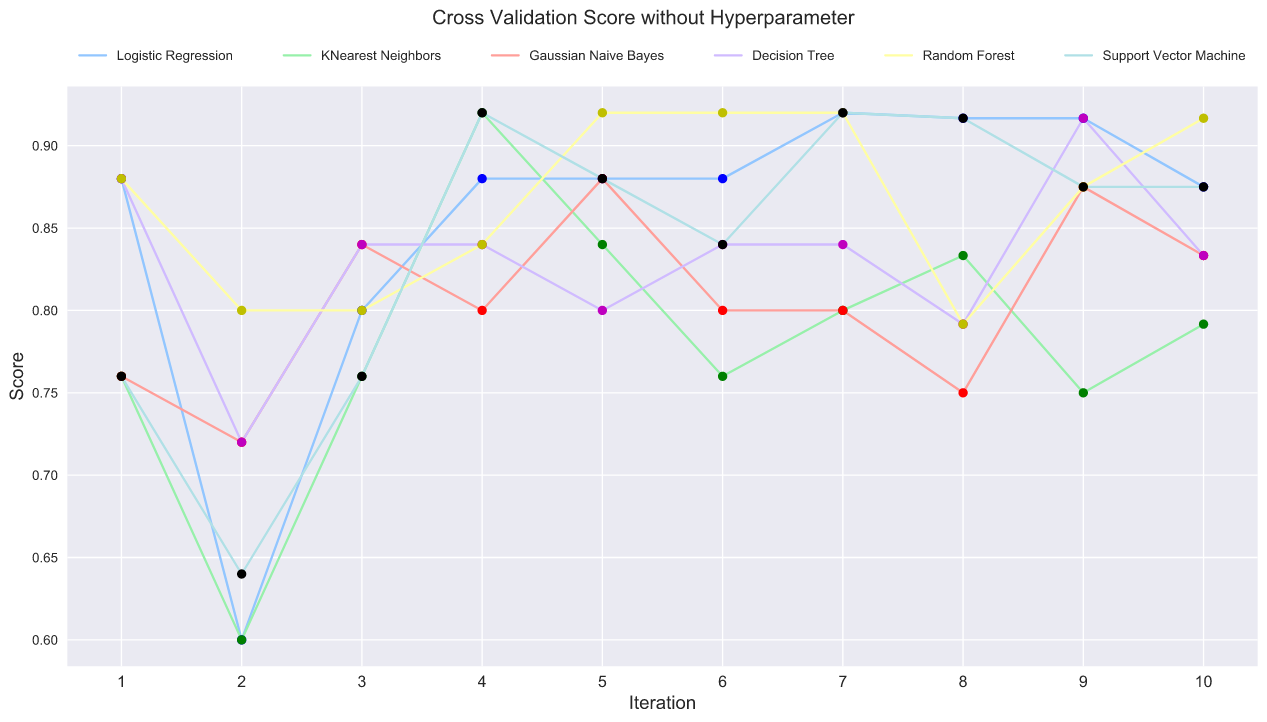 Cross Validation Score without Hyperparameter
Logistic Regression KNearest Neighbors Gaussian Naive Bayes Decision Tree Random Forest Support Vector Machine
0.90
0.85
0.80
0.75
0.70
0.65
0.60
Score
1 2 3 4 5 6 7 8 9 10
Iteration